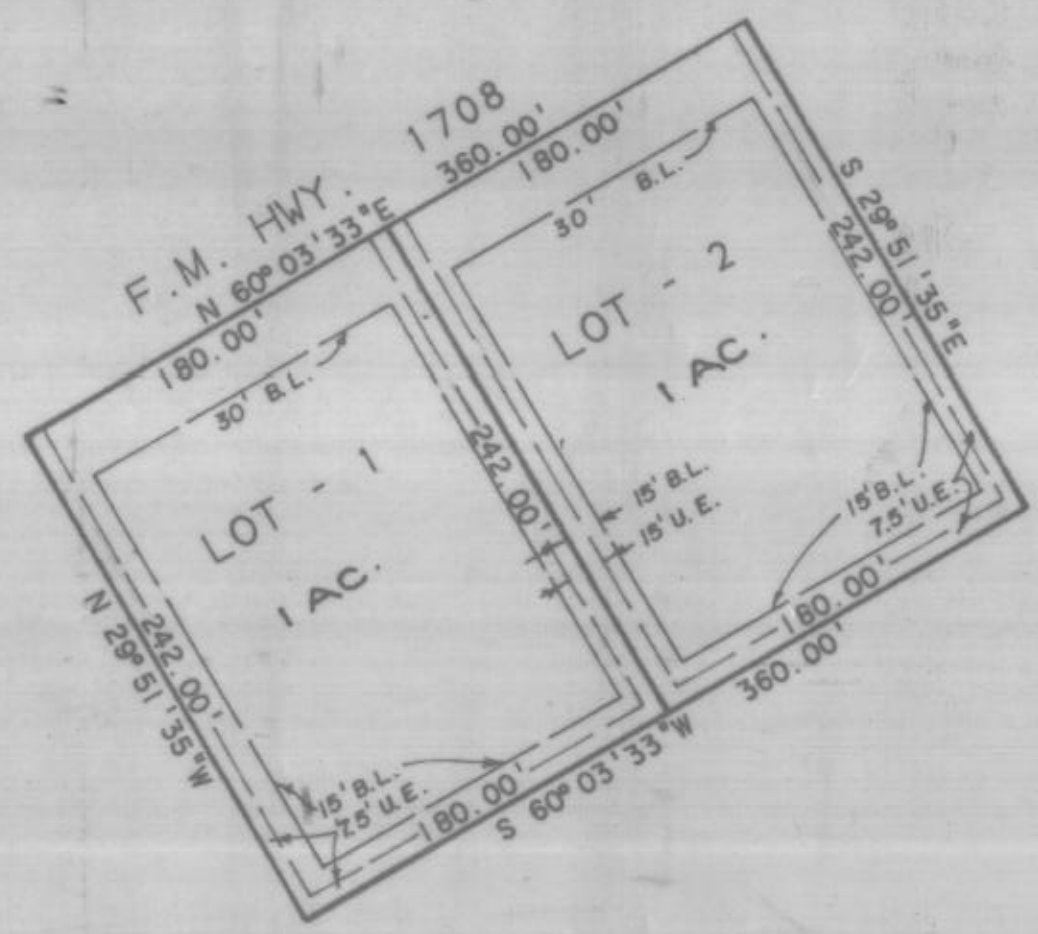 F.M. HWY. 1708
N 60° 03' 33"E
360.00'
180.00'
180.00'
30' B.L.
30' B.L.
S 29° 51' 35"E
242.00'
LOT - 2
1 AC.
LOT - 1
1 AC.
242.00'
15' B.L.
15' U.E.
15' B.L.
7.5' U.E.
180.00'
360.00'
N 29° 51' 35"W
242.00'
15' B.L.
7.5' U.E.
180.00'
S 60° 03' 33"W